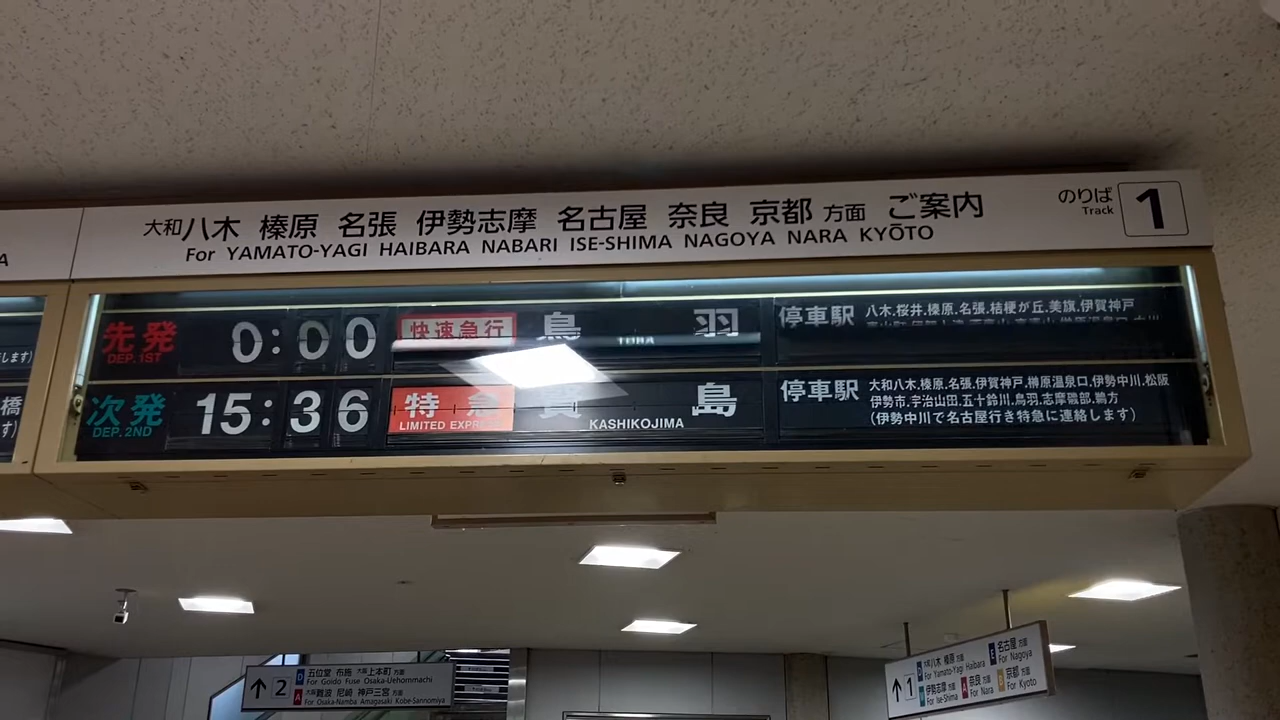 大和八木 榛原 名張 伊勢志摩 名古屋 奈良 京都 方面 ご案内
For YAMATO-YAGI HAIBARA NABARI ISE-SHIMA NAGOYA NARA KYŌTO
のりば
Track
1
A
先発
DEP.1ST
0:00
快速急行
鳥羽
TOBA
停車駅
八木.桜井.榛原.名張.桔梗が丘.美旗.伊賀神戸
次発
DEP.2ND
15:36
特急
LIMITED EXPRESS
賢島
KASHIKOJIMA
停車駅
大和八木.榛原.名張.伊賀神戸.榊原温泉口.伊勢中川.松阪
伊勢市.宇治山田.五十鈴川.鳥羽.志摩磯部.鵜方
(伊勢中川で名古屋行き特急に連絡します)
します)
橋
す)
↑2
D 五位堂 布施 大阪上本町 方面
For Goido Fuse Osaka-Uehommachi
A 大阪難波 尼崎 神戸三宮 方面
For Osaka-Namba Amagasaki Kobe-Sannomiya
↑1
D 大和八木 榛原 方面
For Yamato-Yagi Haibara
E 名古屋 方面
For Nagoya
伊勢志摩 方面
For Ise-Shima
A 奈良 方面
For Nara
B 京都 方面
For Kyoto